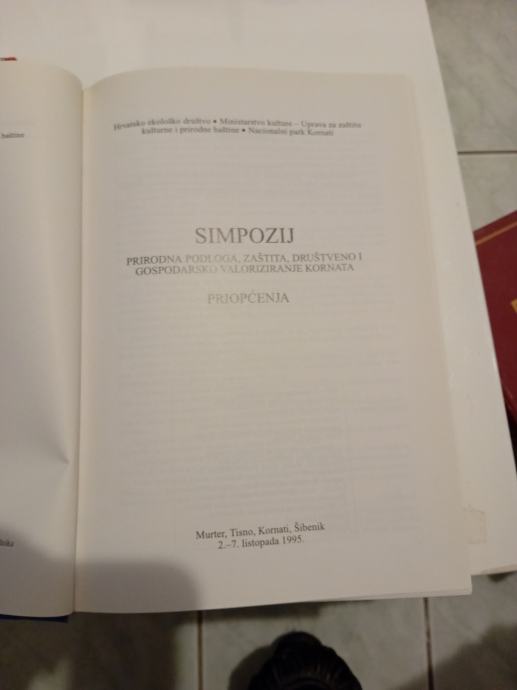 baštine
Hrvatsko ekološko društvo • Ministarstvo kulture – Uprava za zaštitu
kulturne i prirodne baštine • Nacionalni park Kornati
SIMPOZIJ
PRIRODNA PODLOGA, ZAŠTITA, DRUŠTVENO I
GOSPODARSKO VALORIZIRANJE KORNATA
PRIOPĆENJA
Murter, Tisno, Kornati, Šibenik
2.–7. listopada 1995.